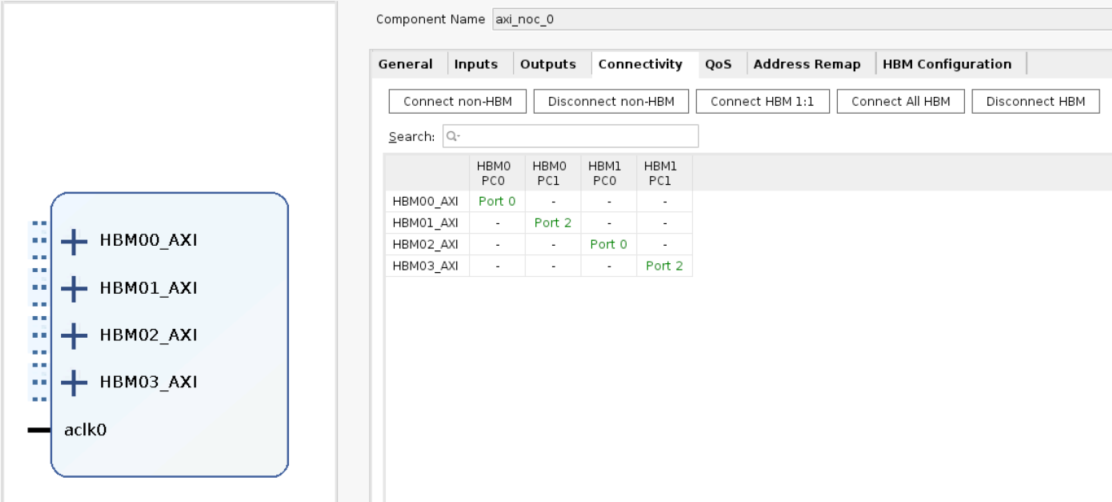 Component Name axi_noc_0
General Inputs Outputs Connectivity QoS Address Remap HBM Configuration
Connect non-HBM Disconnect non-HBM Connect HBM 1:1 Connect All HBM Disconnect HBM
Search:
HBM0 HBM0 HBM1 HBM1
PC0 PC1 PC0 PC1
HBM00_AXI Port 0 - - -
HBM01_AXI - Port 2 - -
HBM02_AXI - - Port 0 -
HBM03_AXI - - - Port 2
HBM00_AXI
HBM01_AXI
HBM02_AXI
HBM03_AXI
aclk0